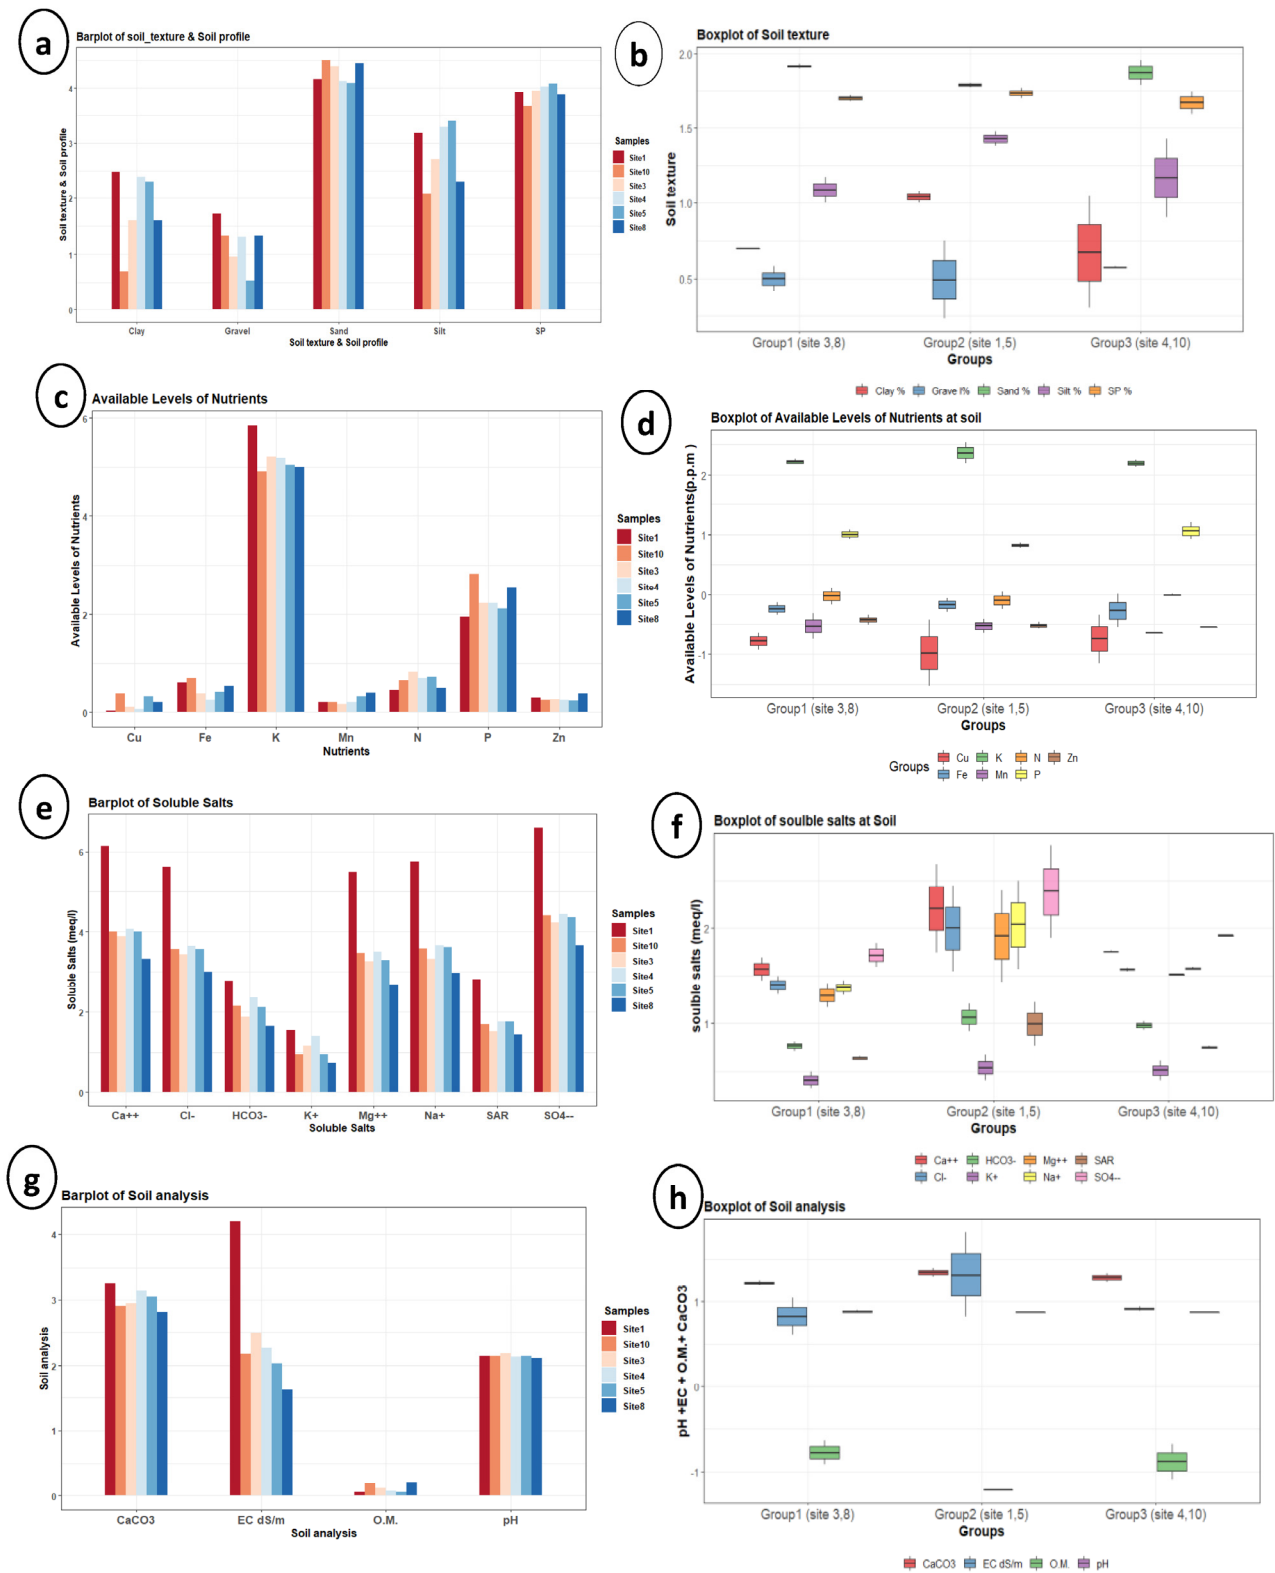 a
Barplot of soil_texture & Soil profile
Soil texture & Soil profile
4
3
2
1
0
Clay Gravel Sand Silt SP
Soil texture & Soil profile
Samples
Site1
Site10
Site3
Site4
Site5
Site8
b
Boxplot of Soil texture
Soil texture
2.0
1.5
1.0
0.5
Group1 (site 3,8) Group2 (site 1,5) Group3 (site 4,10)
Groups
Clay % Grave l% Sand % Silt % SP %
c
Available Levels of Nutrients
Available Levels of Nutrients
6
4
2
0
Cu Fe K Mn N P Zn
Nutrients
Samples
Site1
Site10
Site3
Site4
Site5
Site8
d
Boxplot of Available Levels of Nutrients at soil
Available Levels of Nutrients(p.p.m )
2
1
0
-1
Group1 (site 3,8) Group2 (site 1,5) Group3 (site 4,10)
Groups
Groups Cu K N Zn
Fe Mn P
e
Barplot of Soluble Salts
Soluble Salts (meq/l)
6
4
2
0
Ca++ Cl- HCO3- K+ Mg++ Na+ SAR SO4--
Soluble Salts
Samples
Site1
Site10
Site3
Site4
Site5
Site8
f
Boxplot of soulble salts at Soil
soulble salts (meq/l)
2
1
Group1 (site 3,8) Group2 (site 1,5) Group3 (site 4,10)
Groups
Ca++ HCO3- Mg++ SAR
Cl- K+ Na+ SO4--
g
Barplot of Soil analysis
Soil analysis
4
3
2
1
0
CaCO3 EC dS/m O.M. pH
Soil analysis
Samples
Site1
Site10
Site3
Site4
Site5
Site8
h
Boxplot of Soil analysis
pH +EC + O.M.+ CaCO3
1
0
-1
Group1 (site 3,8) Group2 (site 1,5) Group3 (site 4,10)
Groups
CaCO3 EC dS/m O.M. pH